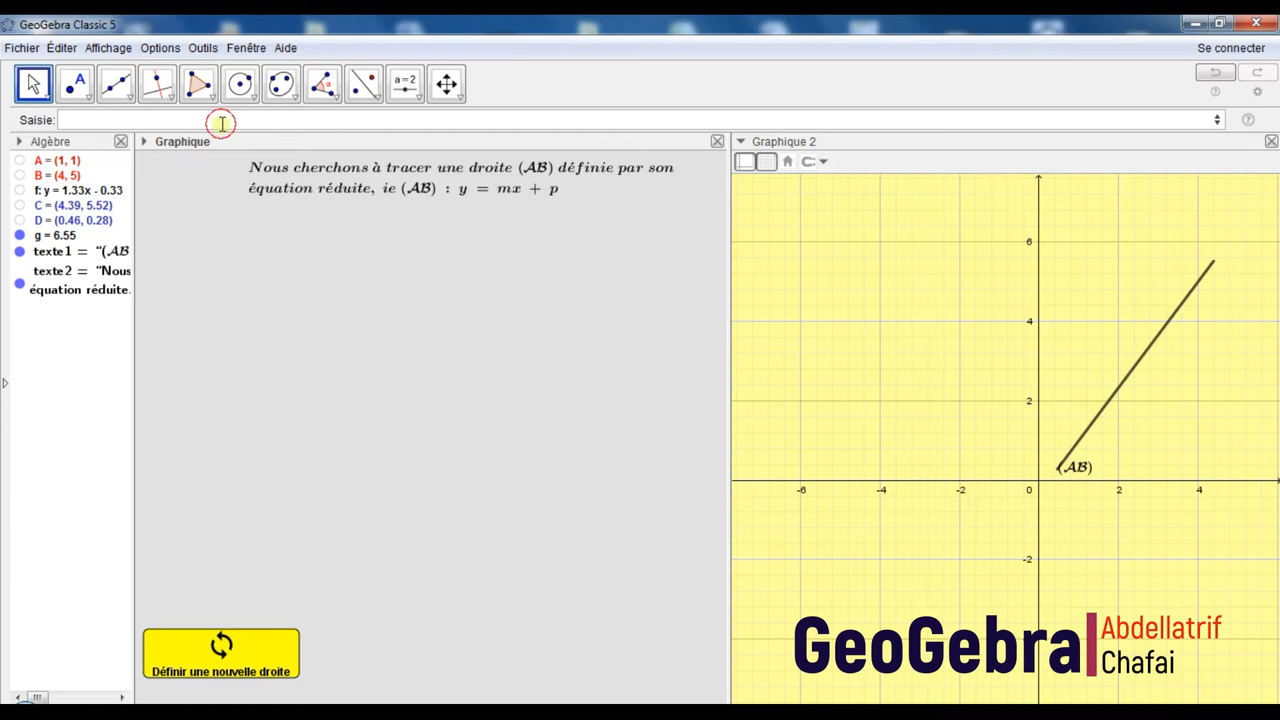 GeoGebra Classic 5
Fichier Éditer Affichage Options Outils Fenêtre Aide Se connecter
A
α
a = 2
Saisie:
Algèbre
Graphique
Graphique 2
A = (1, 1)
B = (4, 5)
f: y = 1.33x - 0.33
C = (4.39, 5.52)
D = (0.46, 0.28)
g = 6.55
texte1 = "(AB
texte2 = "Nous
équation réduite.
Nous cherchons à tracer une droite (AB) définie par son
équation réduite, ie (AB) : y = mx + p
6
4
2
(AB)
-6 -4 -2 0 2 4
-2
Définir une nouvelle droite
GeoGebra
Abdellatrif
Chafai